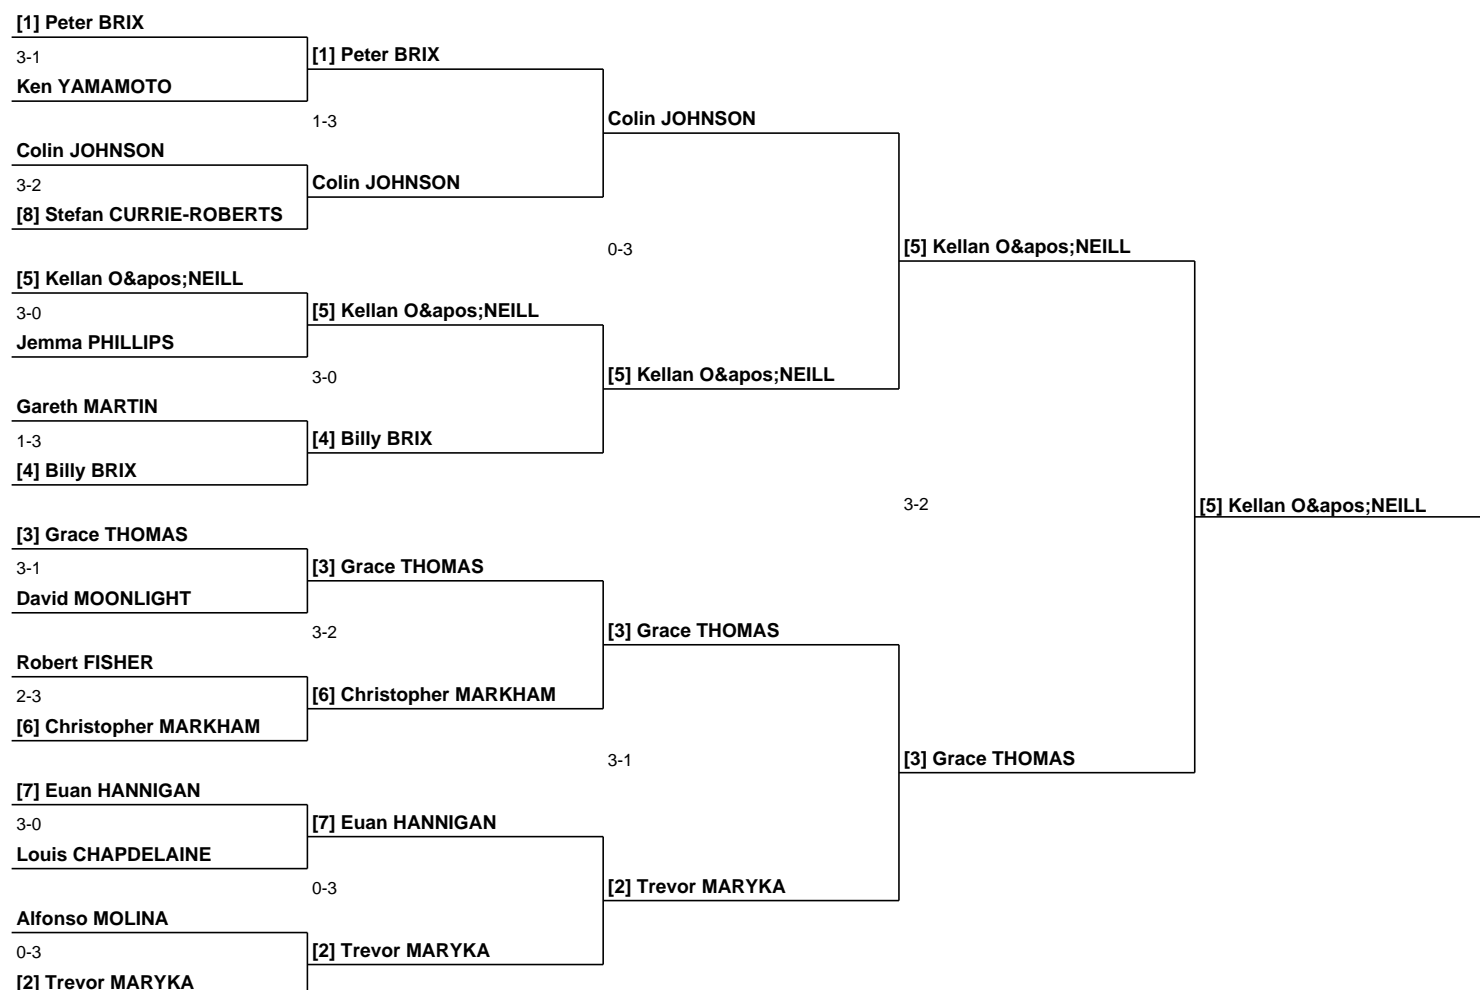 [1] Peter BRIX
3-1
Ken YAMAMOTO
[1] Peter BRIX
1-3
Colin JOHNSON
3-2
[8] Stefan CURRIE-ROBERTS
Colin JOHNSON
Colin JOHNSON
0-3
[5] Kellan O&apos;NEILL
3-0
Jemma PHILLIPS
[5] Kellan O&apos;NEILL
3-0
Gareth MARTIN
1-3
[4] Billy BRIX
[4] Billy BRIX
[5] Kellan O&apos;NEILL
[5] Kellan O&apos;NEILL
3-2
[3] Grace THOMAS
3-1
David MOONLIGHT
[3] Grace THOMAS
3-2
Robert FISHER
2-3
[6] Christopher MARKHAM
[6] Christopher MARKHAM
[3] Grace THOMAS
3-1
[7] Euan HANNIGAN
3-0
Louis CHAPDELAINE
[7] Euan HANNIGAN
0-3
Alfonso MOLINA
0-3
[2] Trevor MARYKA
[2] Trevor MARYKA
[2] Trevor MARYKA
[3] Grace THOMAS
[5] Kellan O&apos;NEILL